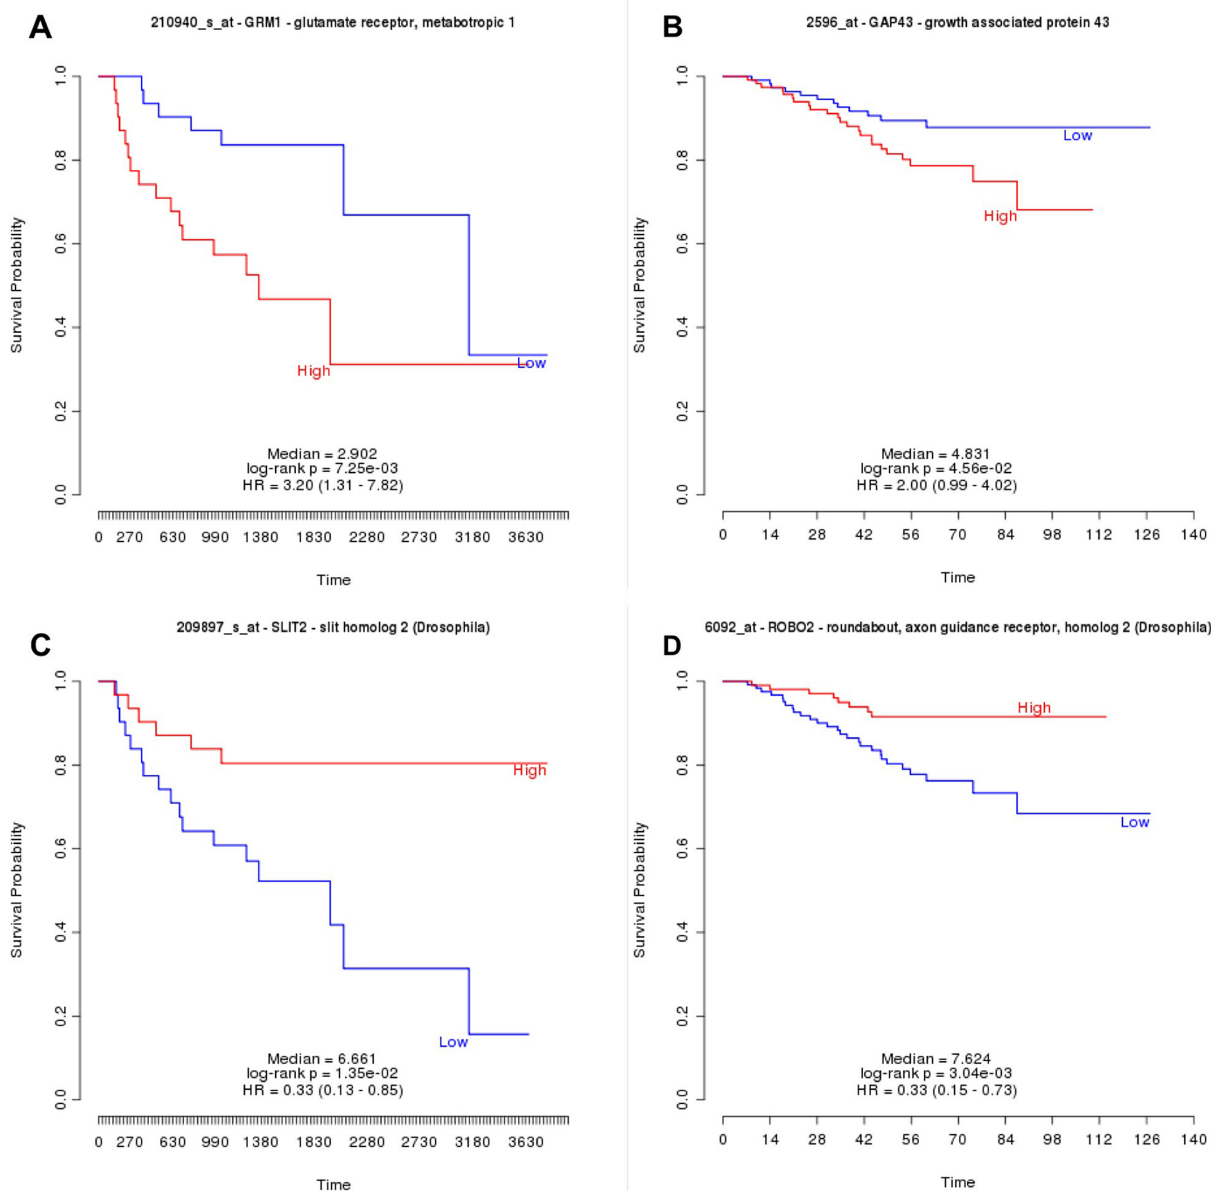 A
210940_s_at - GRM1 - glutamate receptor, metabotropic 1
Survival Probability
1.0
0.8
0.6
0.4
0.2
0.0
Low
High
Median = 2.902
log-rank p = 7.25e-03
HR = 3.20 (1.31 - 7.82)
0 270 630 990 1380 1830 2280 2730 3180 3630
Time
B
2596_at - GAP43 - growth associated protein 43
Survival Probability
1.0
0.8
0.6
0.4
0.2
0.0
Low
High
Median = 4.831
log-rank p = 4.56e-02
HR = 2.00 (0.99 - 4.02)
0 14 28 42 56 70 84 98 112 126 140
Time
C
209897_s_at - SLIT2 - slit homolog 2 (Drosophila)
Survival Probability
1.0
0.8
0.6
0.4
0.2
0.0
High
Low
Median = 6.661
log-rank p = 1.35e-02
HR = 0.33 (0.13 - 0.85)
0 270 630 990 1380 1830 2280 2730 3180 3630
Time
D
6092_at - ROBO2 - roundabout, axon guidance receptor, homolog 2 (Drosophila)
Survival Probability
1.0
0.8
0.6
0.4
0.2
0.0
High
Low
Median = 7.624
log-rank p = 3.04e-03
HR = 0.33 (0.15 - 0.73)
0 14 28 42 56 70 84 98 112 126 140
Time